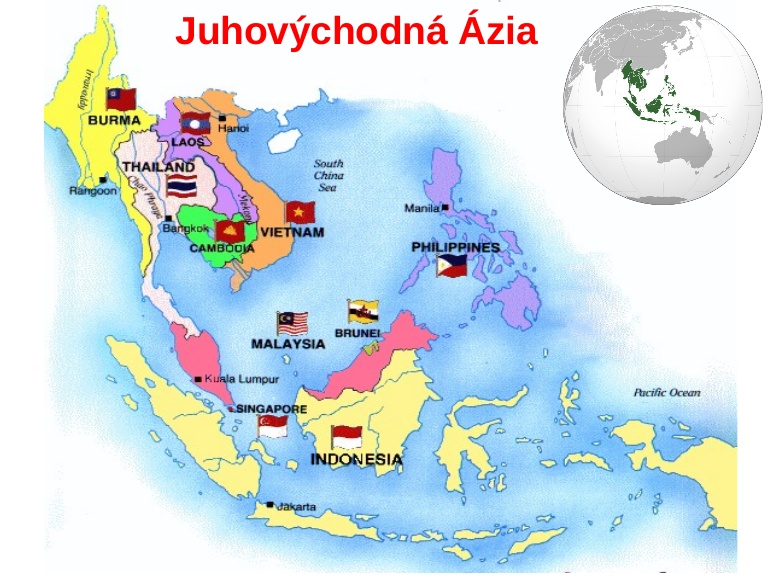 Juhovýchodná Ázia
Irrawaddy
BURMA
Hanoi
LAOS
THAILAND
South
China
Sea
Rangoon
Chao Phraya
Mekong
Manila
Bangkok
VIETNAM
CAMBODIA
PHILIPPINES
BRUNEI
MALAYSIA
Kuala Lumpur
Pacific Ocean
SINGAPORE
INDONESIA
Jakarta